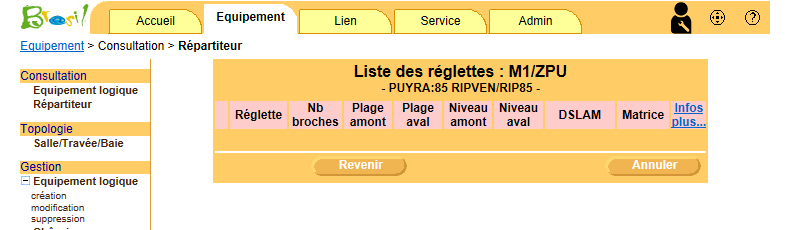 Brasil!
Accueil Equipement Lien Service Admin
Equipement > Consultation > Répartiteur
Consultation
Equipement logique
Répartiteur
Topologie
Salle/Travée/Baie
Gestion
Equipement logique
création
modification
suppression
Liste des réglettes : M1/ZPU
- PUYRA:85 RIPVEN/RIP85 -
Réglette Nb broches Plage amont Plage aval Niveau amont Niveau aval DSLAM Matrice Infos plus...
Revenir Annuler